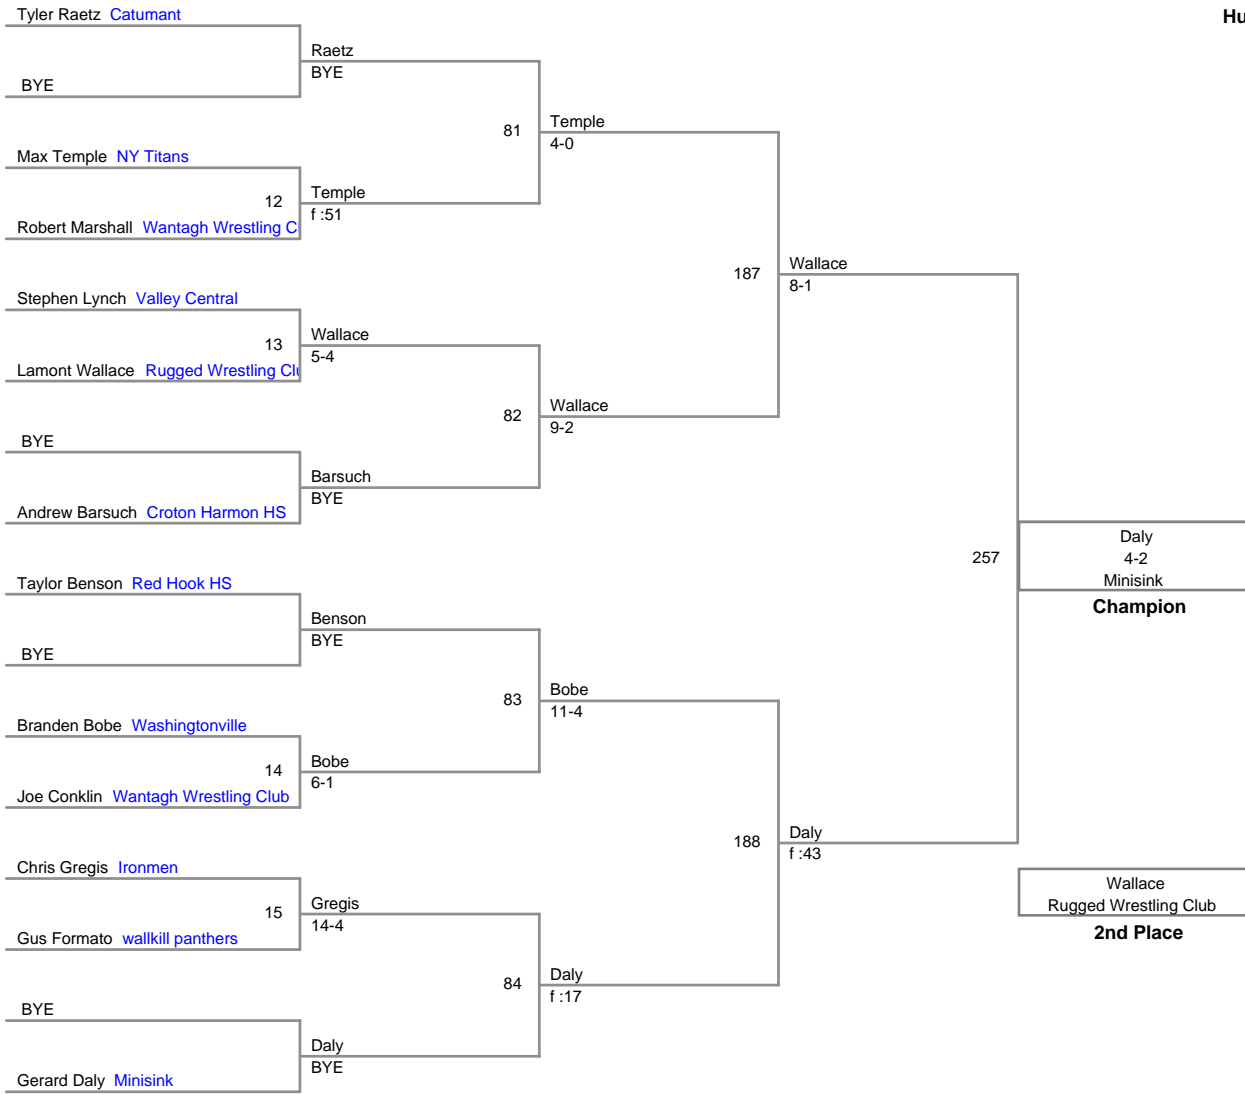 Tyler Raetz Catumant
Hu
Raetz
BYE
BYE
81
Temple
4-0
Max Temple NY Titans
12
Temple
f :51
Robert Marshall Wantagh Wrestling C
187
Wallace
8-1
Stephen Lynch Valley Central
13
Wallace
5-4
Lamont Wallace Rugged Wrestling Clu
82
Wallace
9-2
BYE
Barsuch
BYE
Andrew Barsuch Croton Harmon HS
257
Daly
4-2
Minisink
Champion
Taylor Benson Red Hook HS
Benson
BYE
BYE
83
Bobe
11-4
Branden Bobe Washingtonville
14
Bobe
6-1
Joe Conklin Wantagh Wrestling Club
188
Daly
f :43
Chris Gregis Ironmen
15
Gregis
14-4
Gus Formato wallkill panthers
Wallace
Rugged Wrestling Club
2nd Place
84
Daly
f :17
BYE
Daly
BYE
Gerard Daly Minisink